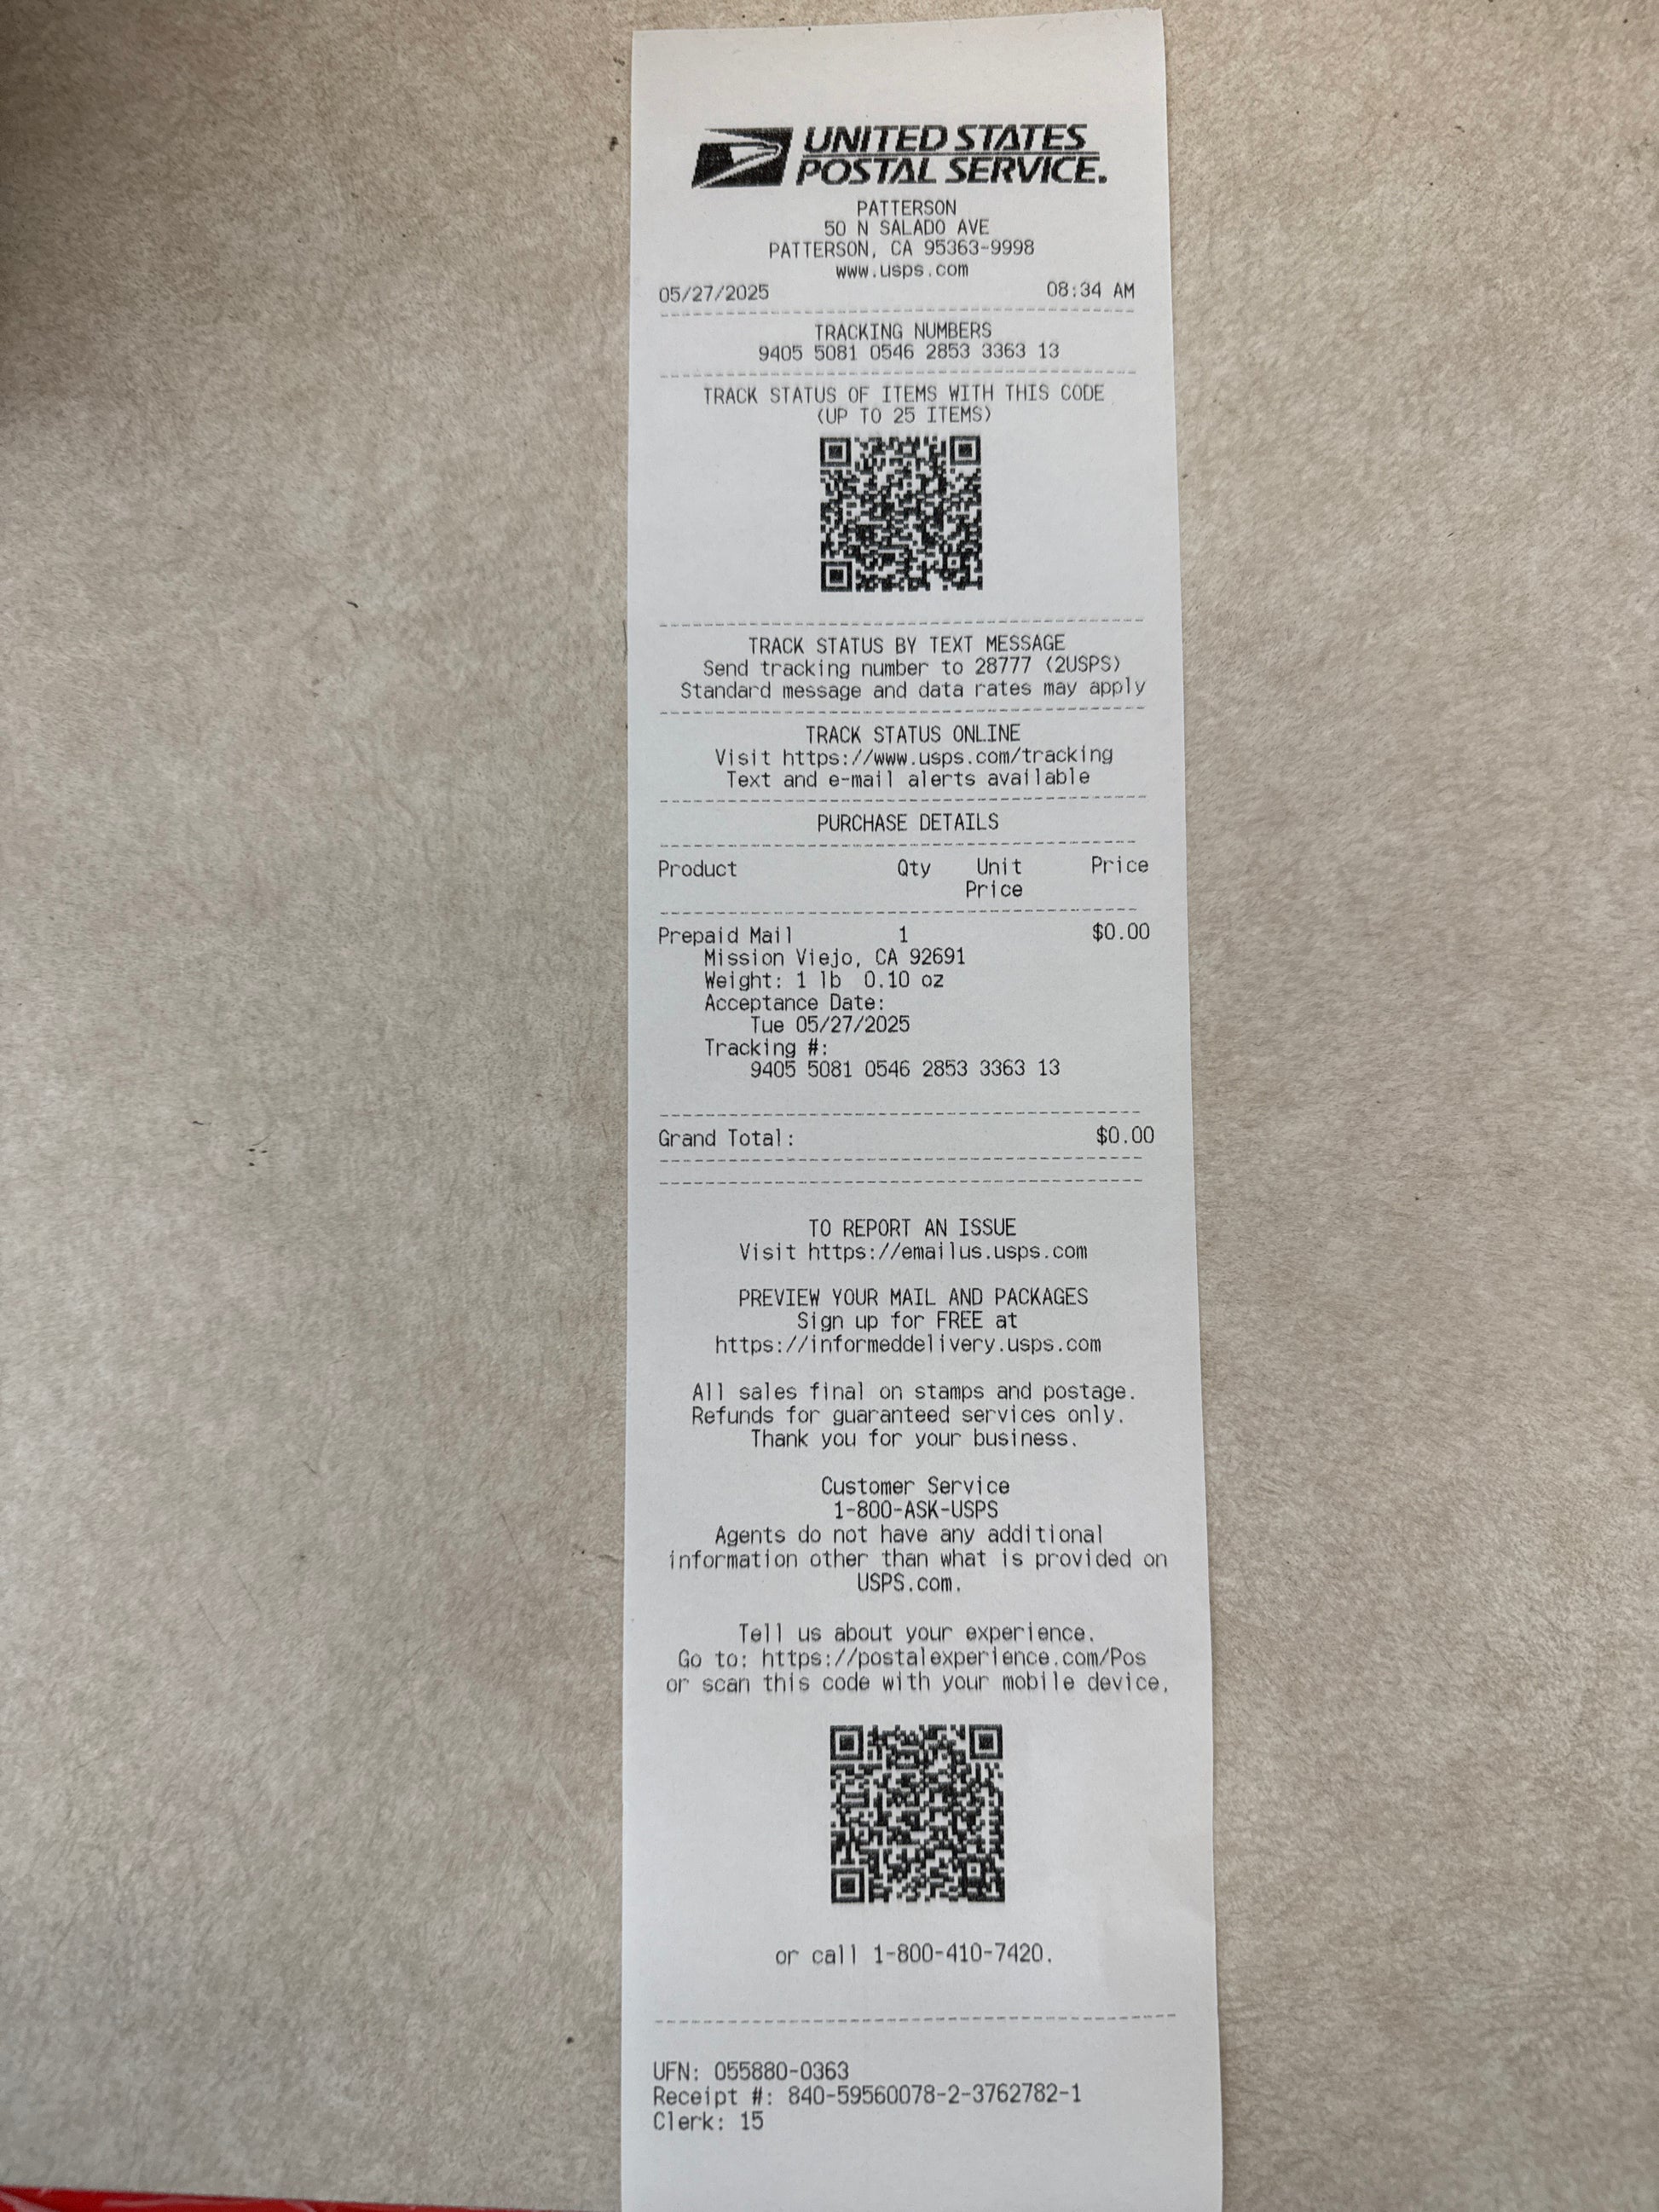 UNITED STATES
POSTAL SERVICE.
PATTERSON
50 N SALADO AVE
PATTERSON, CA 95363-9998
www.usps.com
05/27/2025 08:34 AM
TRACKING NUMBERS
9405 5081 0546 2853 3363 13
TRACK STATUS OF ITEMS WITH THIS CODE
(UP TO 25 ITEMS)
TRACK STATUS BY TEXT MESSAGE
Send tracking number to 28777 (2USPS)
Standard message and data rates may apply
TRACK STATUS ONLINE
Visit https://www.usps.com/tracking
Text and e-mail alerts available
PURCHASE DETAILS
Product Qty Unit Price
Price
Prepaid Mail 1 $0.00
Mission Viejo, CA 92691
Weight: 1 lb 0.10 oz
Acceptance Date:
Tue 05/27/2025
Tracking #:
9405 5081 0546 2853 3363 13
Grand Total: $0.00
TO REPORT AN ISSUE
Visit https://emailus.usps.com
PREVIEW YOUR MAIL AND PACKAGES
Sign up for FREE at
https://informeddelivery.usps.com
All sales final on stamps and postage.
Refunds for guaranteed services only.
Thank you for your business.
Customer Service
1-800-ASK-USPS
Agents do not have any additional
information other than what is provided on
USPS.com.
Tell us about your experience.
Go to: https://postalexperience.com/Pos
or scan this code with your mobile device,
or call 1-800-410-7420.
UFN: 055880-0363
Receipt #: 840-59560078-2-3762782-1
Clerk: 15